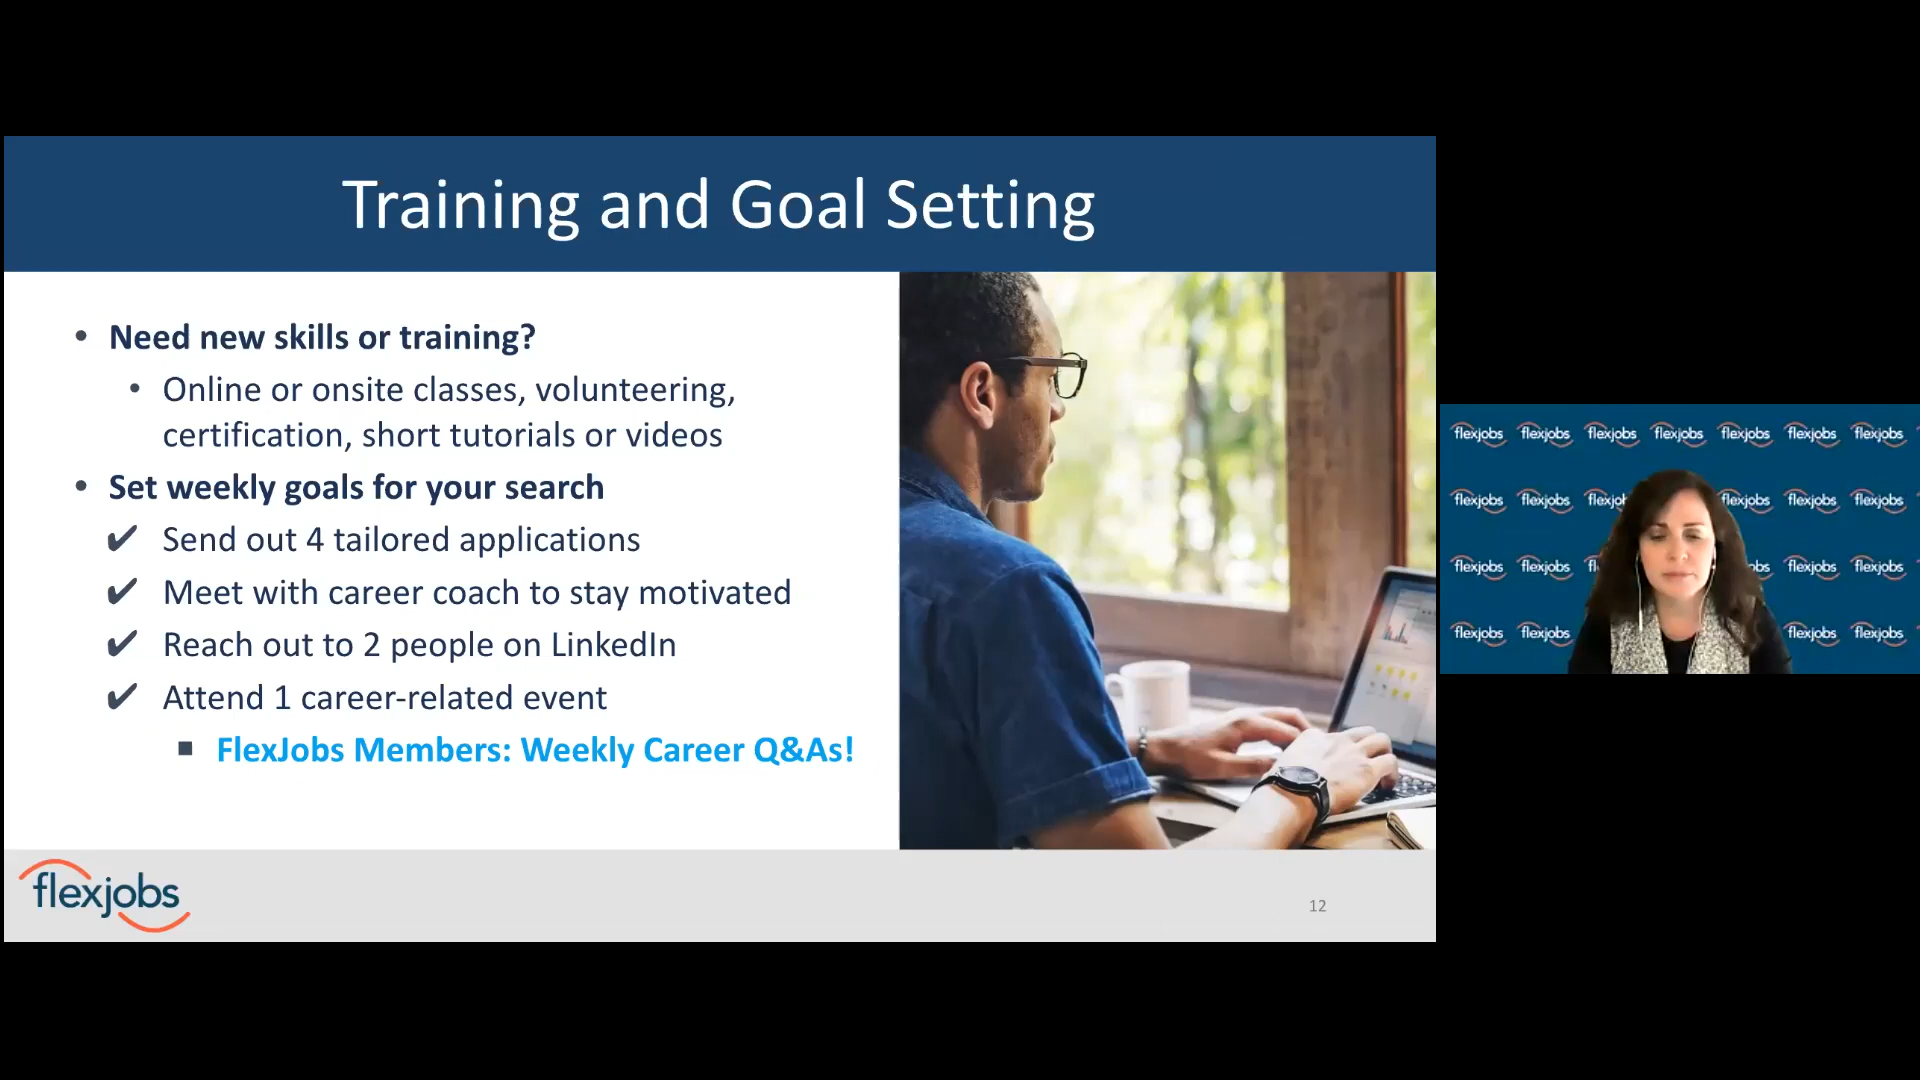 Training and Goal Setting
• Need new skills or training?
• Online or onsite classes, volunteering,
certification, short tutorials or videos
• Set weekly goals for your search
✔ Send out 4 tailored applications
✔ Meet with career coach to stay motivated
✔ Reach out to 2 people on LinkedIn
✔ Attend 1 career-related event
▪ FlexJobs Members: Weekly Career Q&As!
flexjobs
12
flexjobs flexjobs flexjobs flexjobs flexjobs flexjobs flexjobs
flexjobs flexjobs flexjobs flexjobs flexjobs flexjobs
flexjobs flexjobs fl obs flexjobs flexjobs
flexjobs flexjobs flexjobs flexjobs